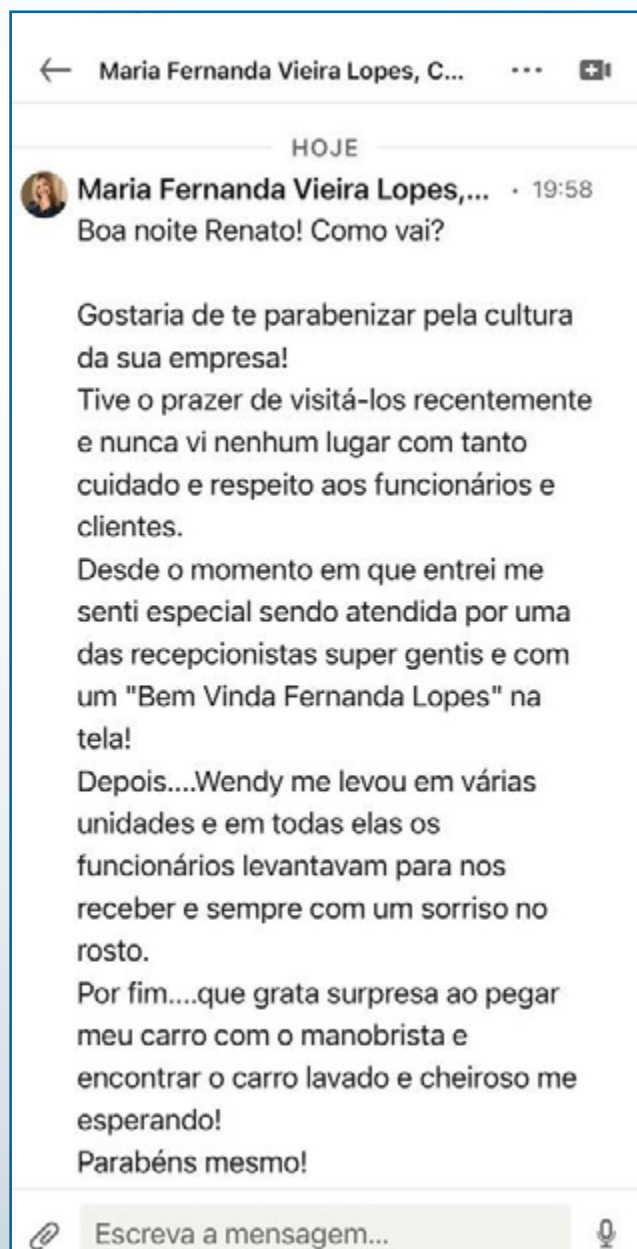 Maria Fernanda Vieira Lopes, C...
HOJE
Maria Fernanda Vieira Lopes,... · 19:58
Boa noite Renato! Como vai?
Gostaria de te parabenizar pela cultura
da sua empresa!
Tive o prazer de visitá-los recentemente
e nunca vi nenhum lugar com tanto
cuidado e respeito aos funcionários e
clientes.
Desde o momento em que entrei me
senti especial sendo atendida por uma
das recepcionistas super gentis e com
um "Bem Vinda Fernanda Lopes" na
tela!
Depois....Wendy me levou em várias
unidades e em todas elas os
funcionários levantavam para nos
receber e sempre com um sorriso no
rosto.
Por fim....que grata surpresa ao pegar
meu carro com o manobrista e
encontrar o carro lavado e cheiroso me
esperando!
Parabéns mesmo!
Escreva a mensagem...